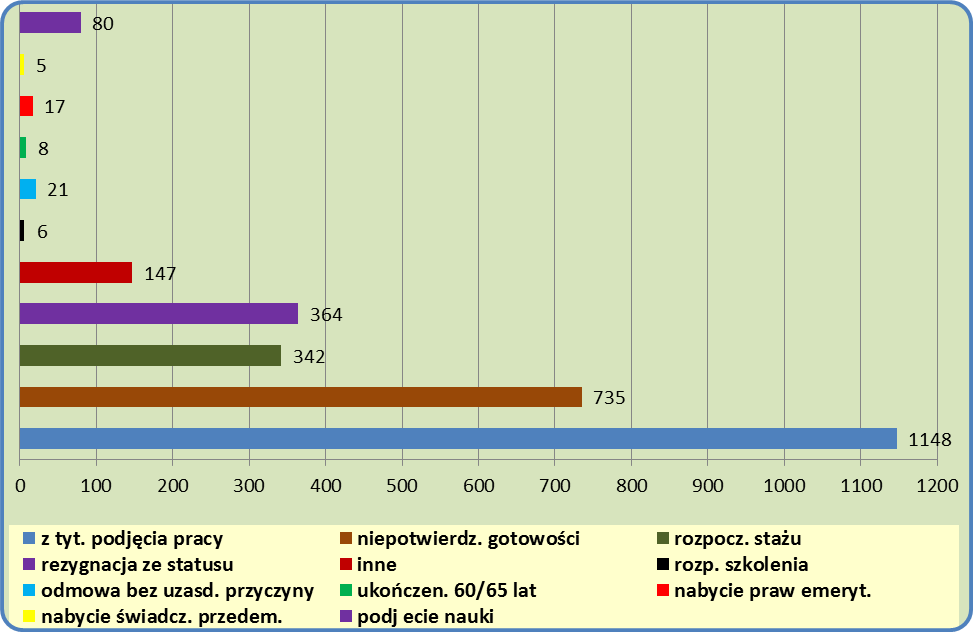 80
5
17
8
21
6
147
364
342
735
1148
0 100 200 300 400 500 600 700 800 900 1000 1100 1200
z tyt. podjęcia pracy niepotwierdz. gotowości rozpocz. stażu
rezygnacja ze statusu inne rozp. szkolenia
odmowa bez uzasd. przyczyny ukończen. 60/65 lat nabycie praw emeryt.
nabycie świadcz. przedem. podj ecie nauki